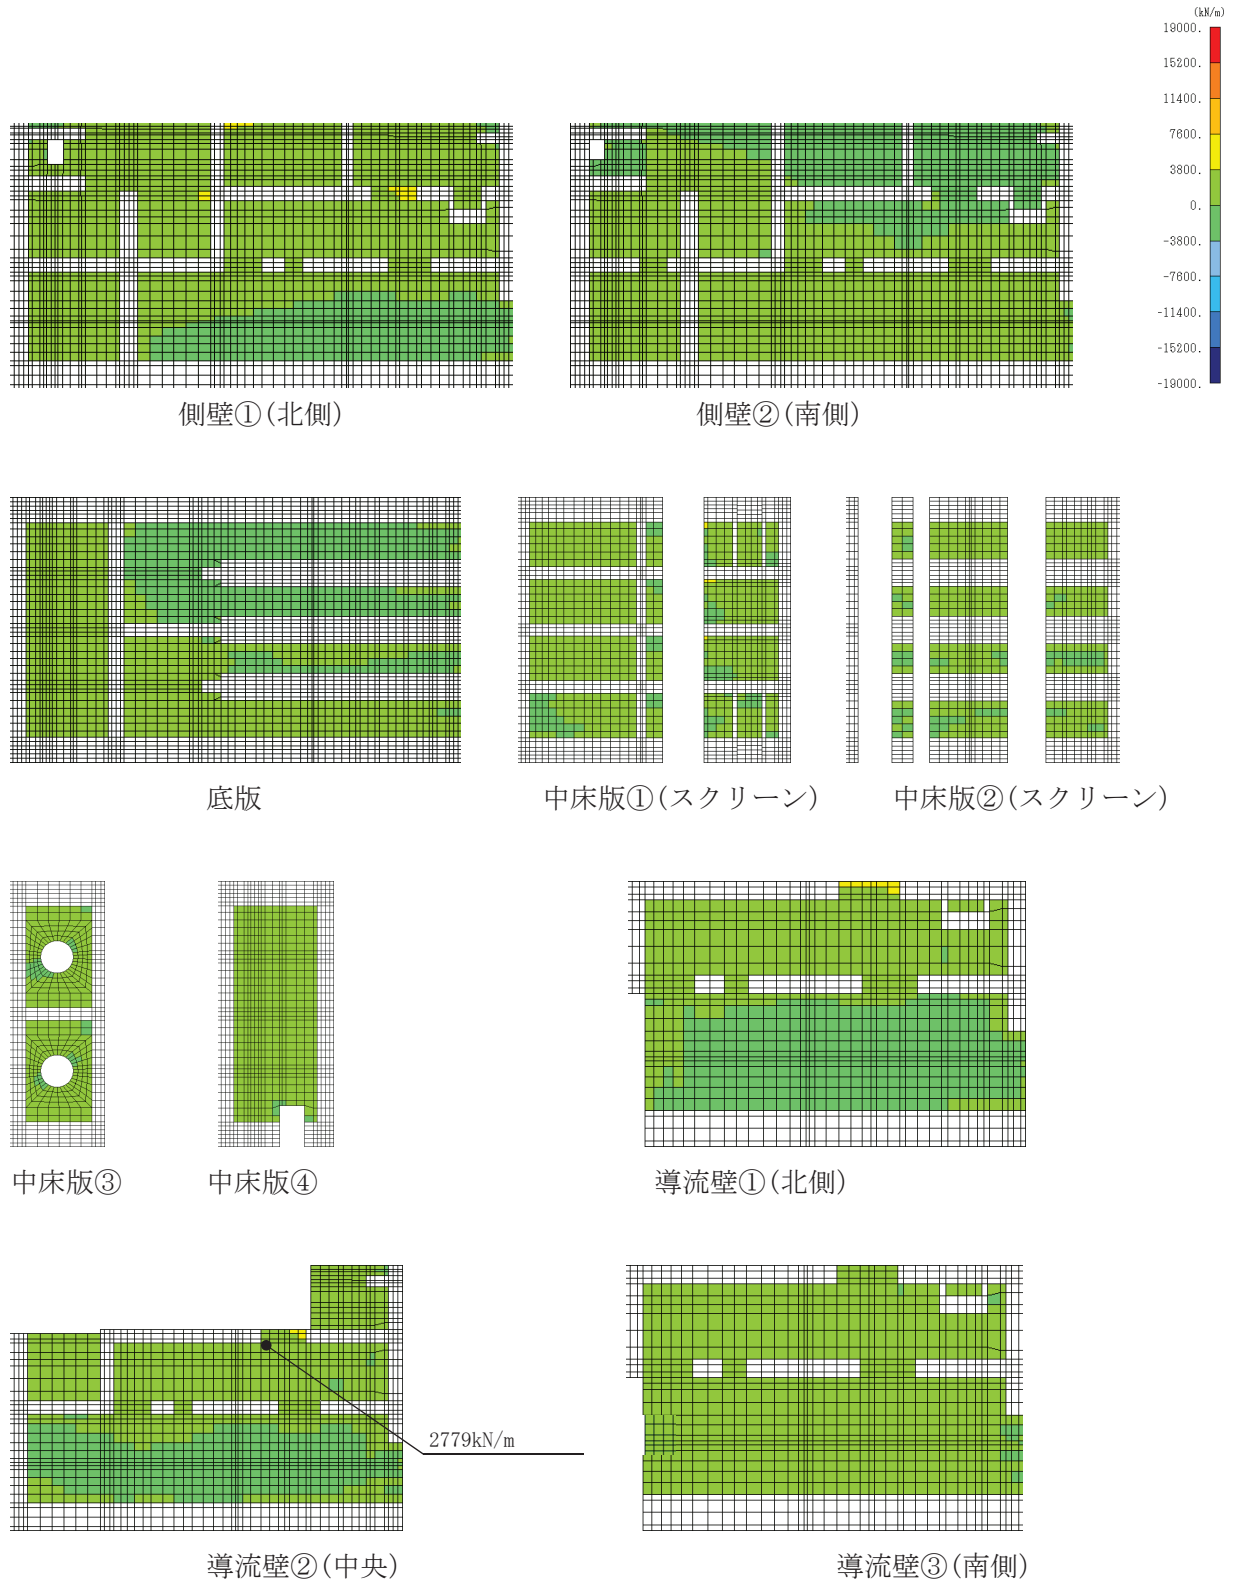 (kN/m)
19000.
15200.
11400.
7600.
3800.
0.
-3800.
-7600.
-11400.
-15200.
-19000.
側壁①(北側)
側壁②(南側)
底版
中床版①(スクリーン)
中床版②(スクリーン)
中床版③
中床版④
導流壁①(北側)
2779kN/m
導流壁②(中央)
導流壁③(南側)